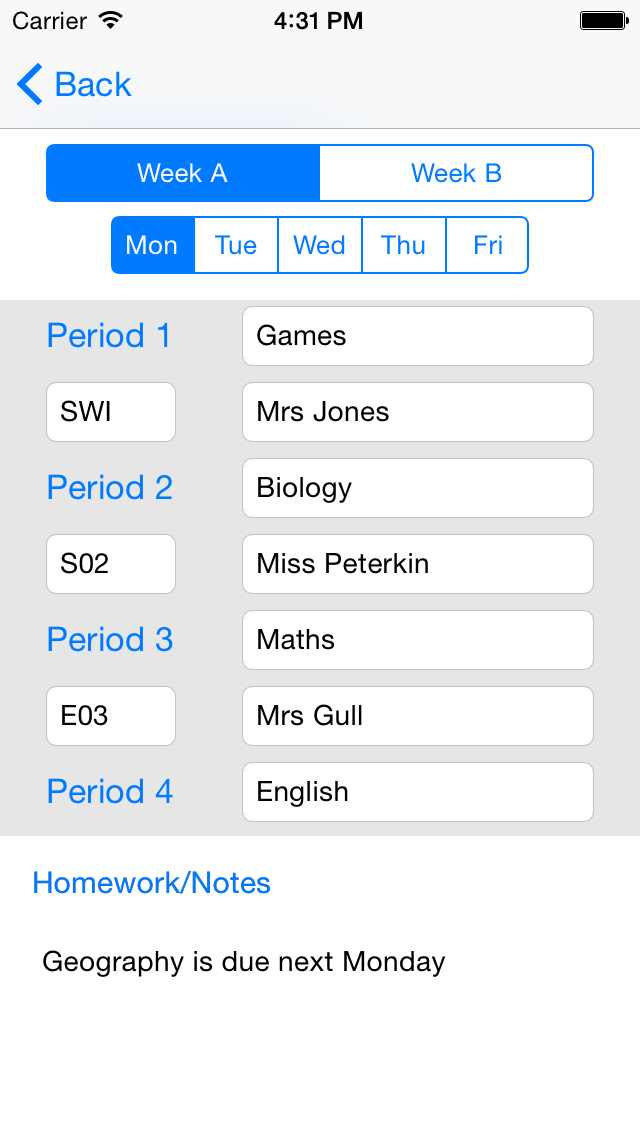 Carrier 4:31 PM
Back
Week A Week B
Mon Tue Wed Thu Fri
Period 1 Games
SWI Mrs Jones
Period 2 Biology
S02 Miss Peterkin
Period 3 Maths
E03 Mrs Gull
Period 4 English
Homework/Notes
Geography is due next Monday